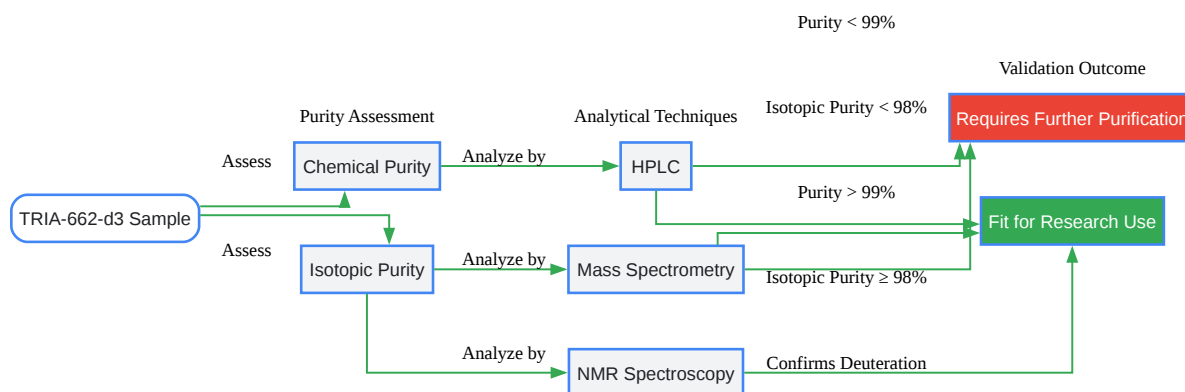 Purity < 99%
Validation Outcome
Isotopic Purity < 98%
Requires Further Purification
Purity Assessment
Analytical Techniques
Assess
Chemical Purity
Analyze by
HPLC
Purity > 99%
TRIA-662-d3 Sample
Fit for Research Use
Assess
Isotopic Purity
Analyze by
Mass Spectrometry
Isotopic Purity ≥ 98%
Analyze by
NMR Spectroscopy
Confirms Deuteration